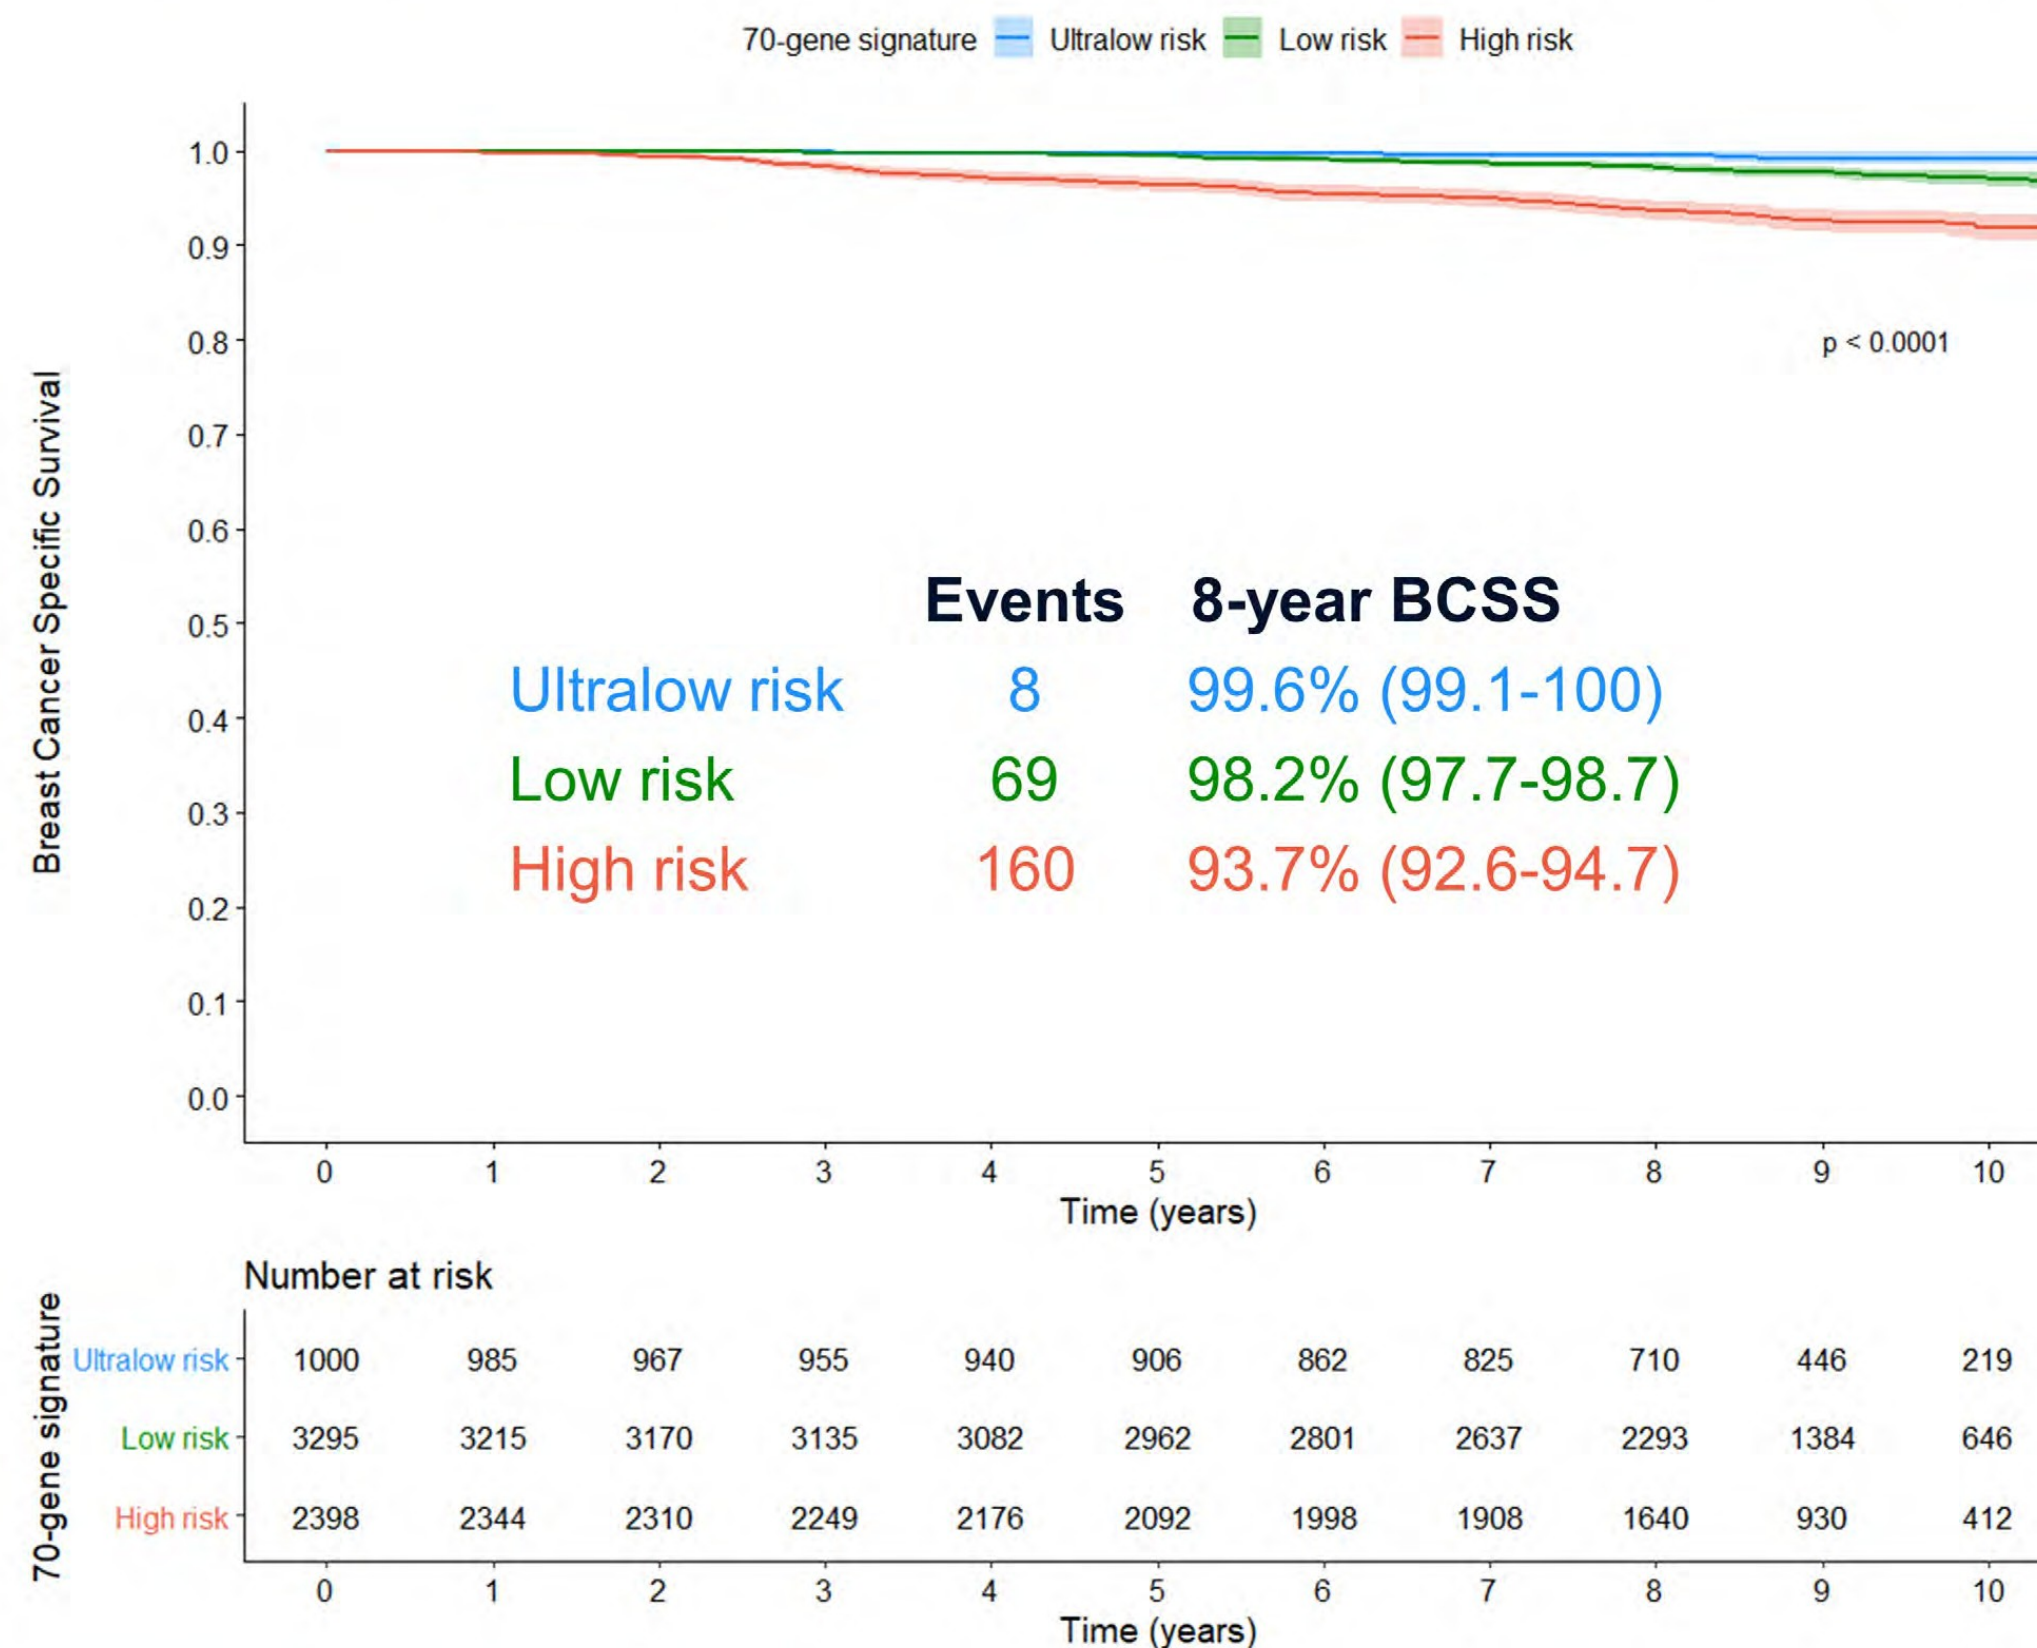 70-gene signature Ultralow risk Low risk High risk
Breast Cancer Specific Survival
1.0
0.9
0.8
p < 0.0001
0.7
0.6
0.5
0.4
0.3
0.2
0.1
0.0
Events 8-year BCSS
Ultralow risk 8 99.6% (99.1-100)
Low risk 69 98.2% (97.7-98.7)
High risk 160 93.7% (92.6-94.7)
0 1 2 3 4 5 6 7 8 9 10
Time (years)
Number at risk
70-gene signature
Ultralow risk 1000 985 967 955 940 906 862 825 710 446 219
Low risk 3295 3215 3170 3135 3082 2962 2801 2637 2293 1384 646
High risk 2398 2344 2310 2249 2176 2092 1998 1908 1640 930 412
0 1 2 3 4 5 6 7 8 9 10
Time (years)